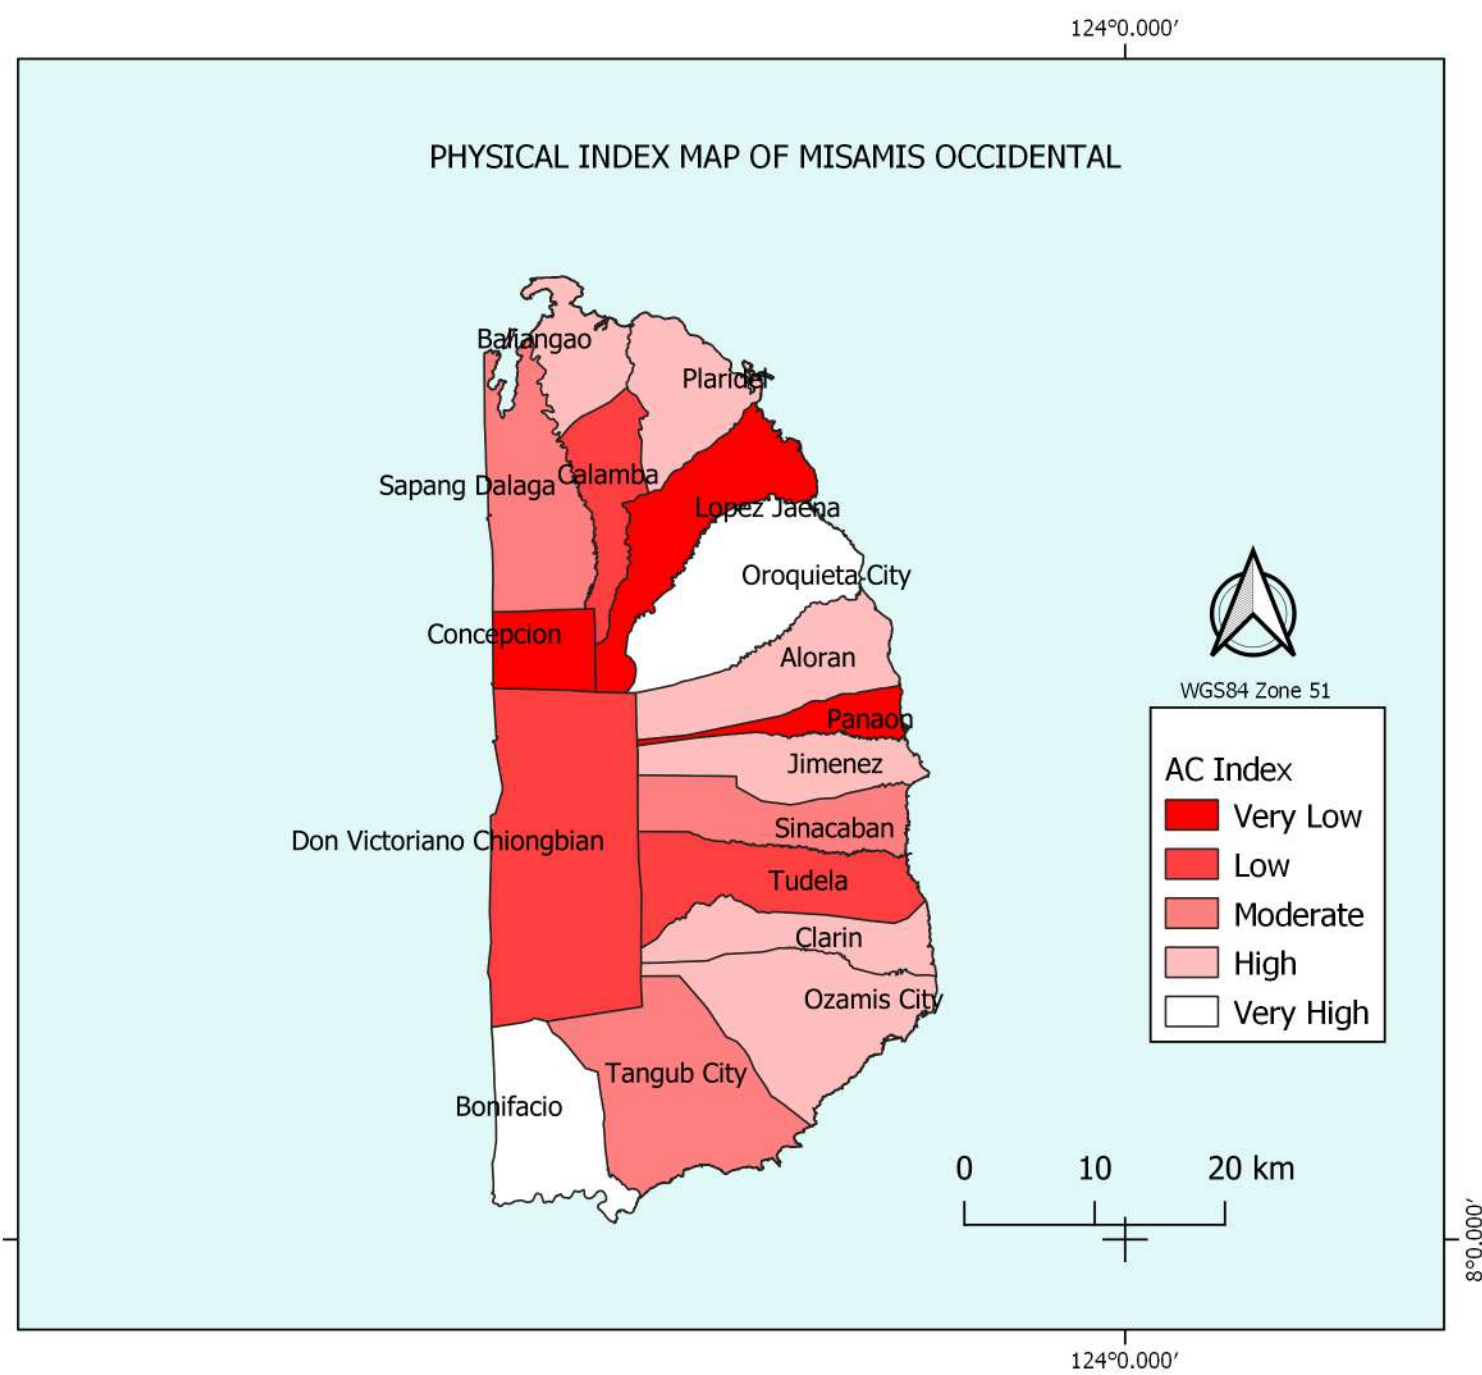 124°0.000′
PHYSICAL INDEX MAP OF MISAMIS OCCIDENTAL
Baliangao
Plaridel
Calamba
Sapang Dalaga
Lopez Jaena
Oroquieta City
Concepcion
Aloran
WGS84 Zone 51
Panaon
Jimenez
AC Index
Very Low
Low
Moderate
High
Very High
Sinacaban
Don Victoriano Chiongbian
Tudela
Clarin
Ozamis City
Tangub City
Bonifacio
0 10 20 km
8°0.000′
124°0.000′